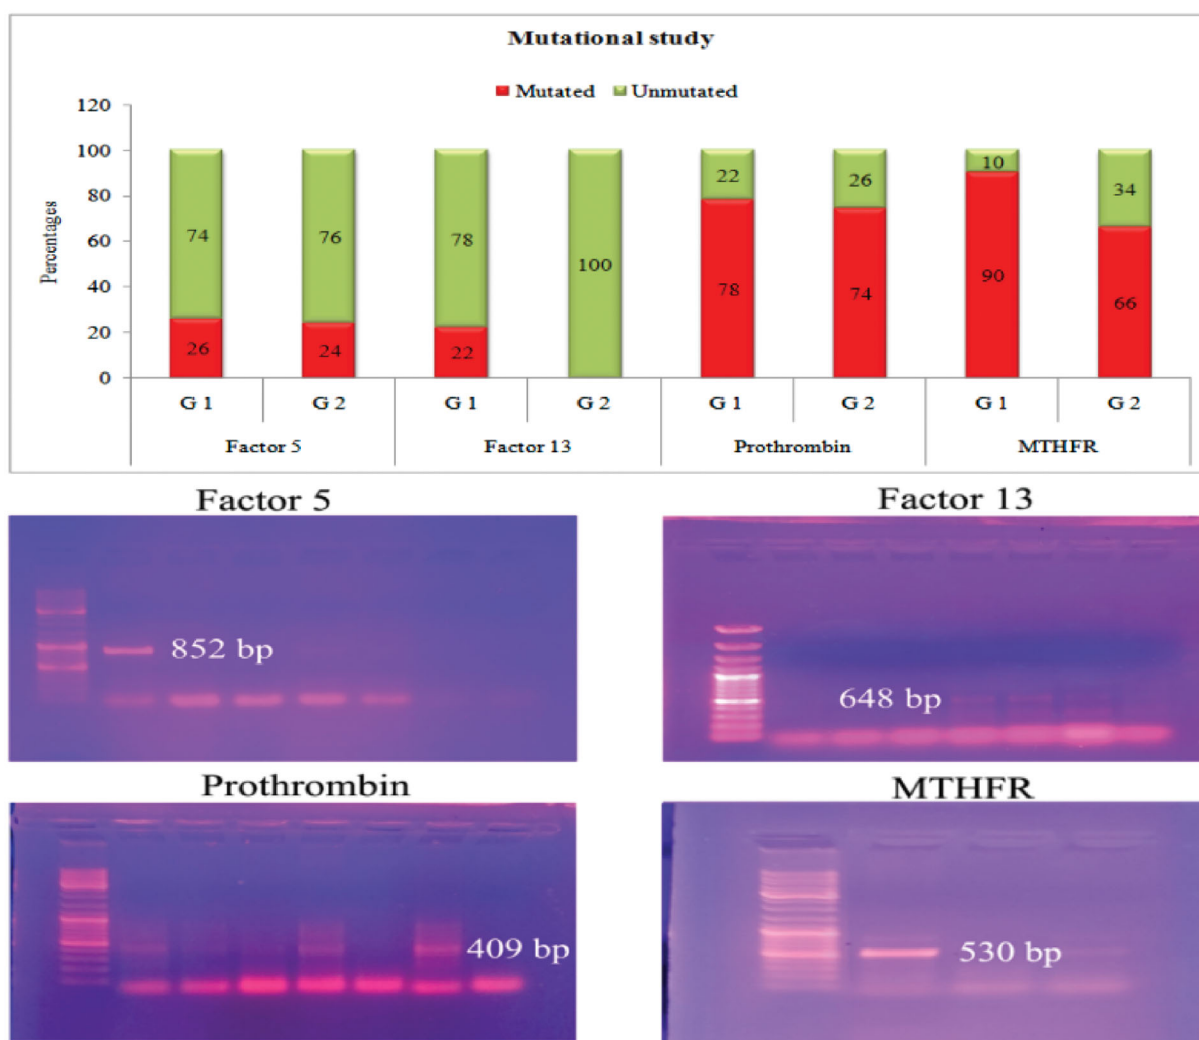 Mutational study
Mutated Unmutated
Percentages
120
100
80
60
40
20
0
74 76 78 100 22 26 10 34
26 24 22 78 74 90 66
G 1 G 2 G 1 G 2 G 1 G 2 G 1 G 2
Factor 5 Factor 13 Prothrombin MTHFR
Factor 5 Factor 13
852 bp
648 bp
Prothrombin MTHFR
409 bp
530 bp